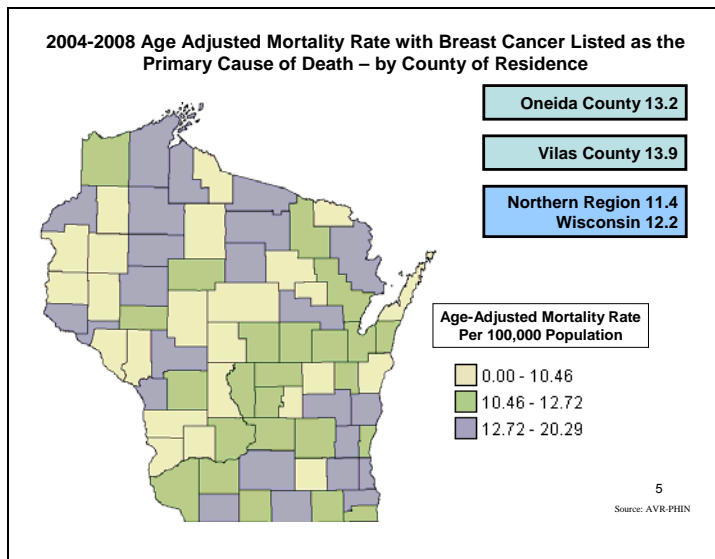 2004-2008 Age Adjusted Mortality Rate with Breast Cancer Listed as the
Primary Cause of Death – by County of Residence
Oneida County 13.2
Vilas County 13.9
Northern Region 11.4
Wisconsin 12.2
Age-Adjusted Mortality Rate
Per 100,000 Population
0.00 - 10.46
10.46 - 12.72
12.72 - 20.29
5
Source: AVR-PHIN